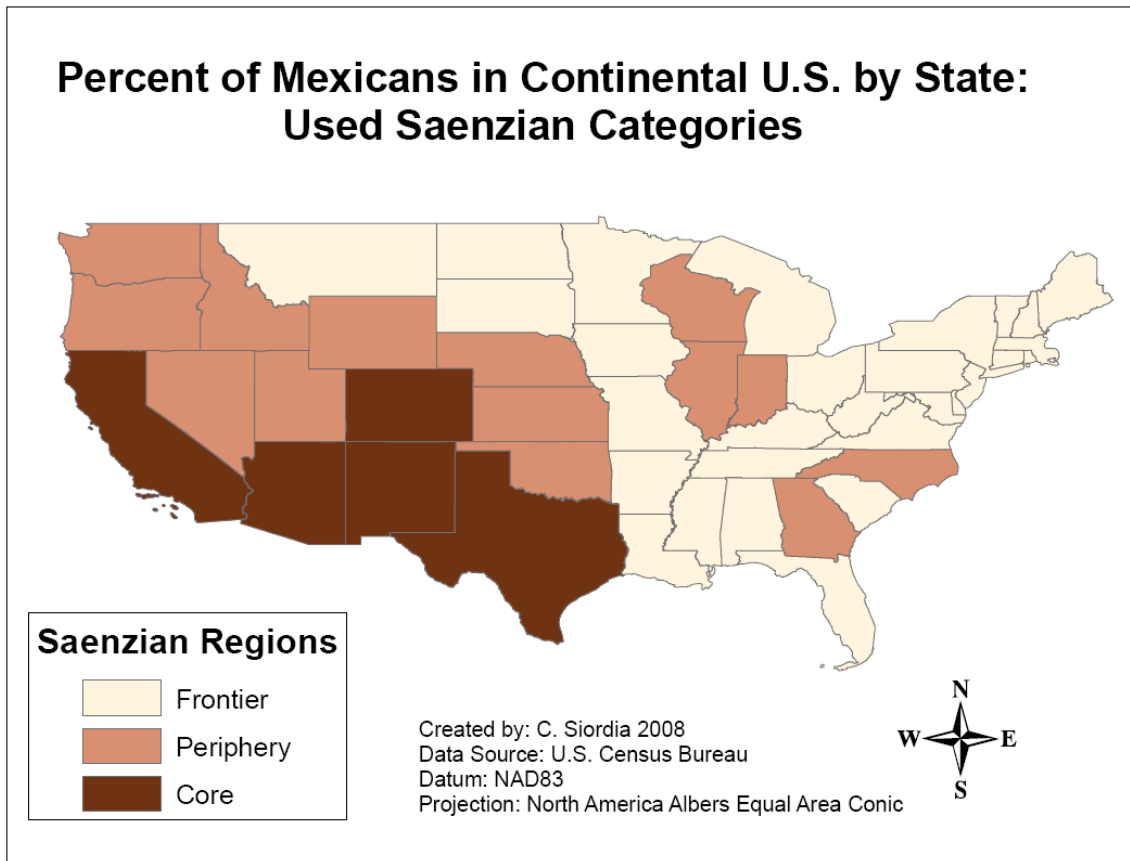 Percent of Mexicans in Continental U.S. by State:
Used Saenzian Categories
Saenzian Regions
Frontier
Periphery
Core
Created by: C. Siordia 2008
Data Source: U.S. Census Bureau
Datum: NAD83
Projection: North America Albers Equal Area Conic
N
W E
S